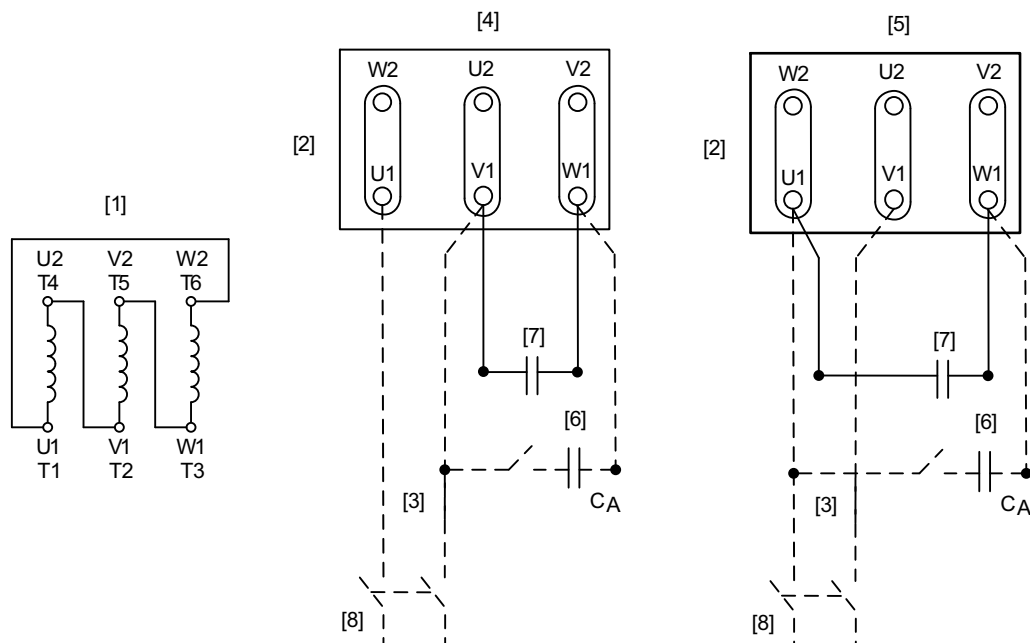 [4]
[5]
W2 U2 V2
W2 U2 V2
[2]
U1 V1 W1
[2]
U1 V1 W1
[1]
U2 V2 W2
T4 T5 T6
U1 V1 W1
T1 T2 T3
[7]
[7]
[6]
[6]
[3]
CA
[3]
CA
[8]
[8]